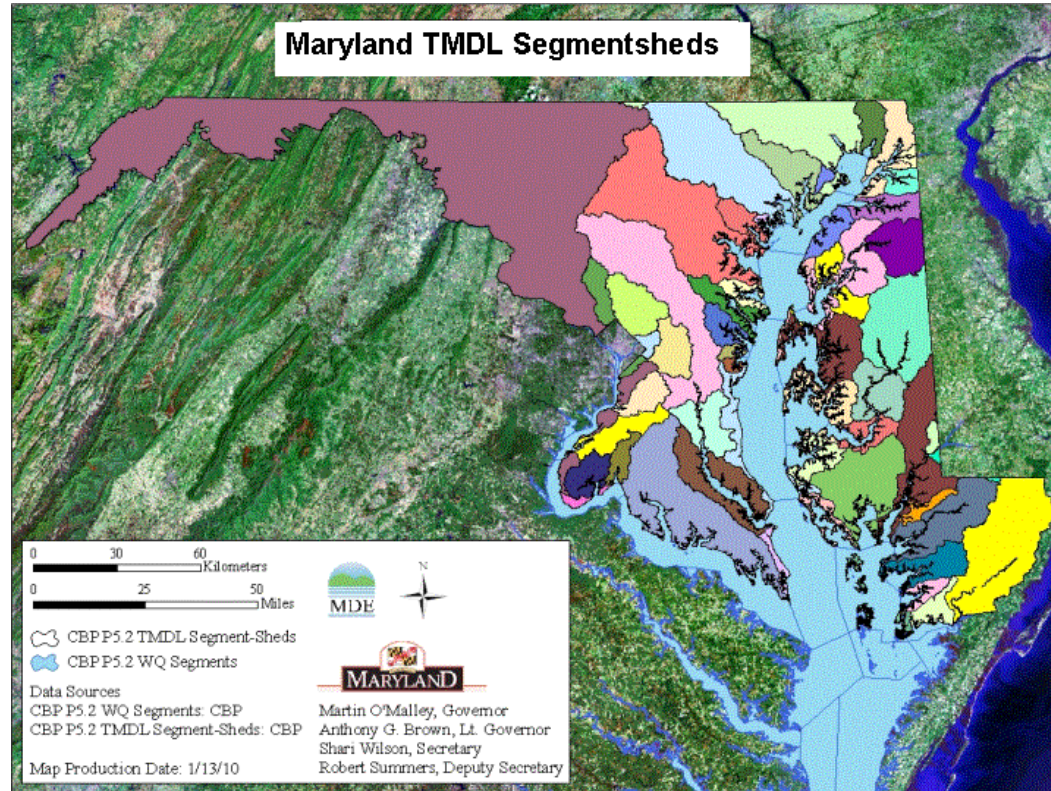 Maryland TMDL Segmentsheds
0 30 60
Kilometers
0 25 50
Miles
N
MDE
CBP P5.2 TMDL Segment-Sheds
CBP P5.2 WQ Segments
MARYLAND
Data Sources
CBP P5.2 WQ Segments: CBP
CBP P5.2 TMDL Segment-Sheds: CBP
Map Production Date: 1/13/10
Martin O'Malley, Governor
Anthony G. Brown, Lt. Governor
Shari Wilson, Secretary
Robert Summers, Deputy Secretary